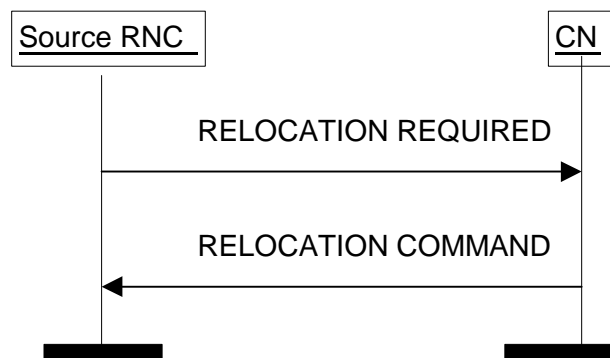 Source RNC
CN
RELOCATION REQUIRED
RELOCATION COMMAND